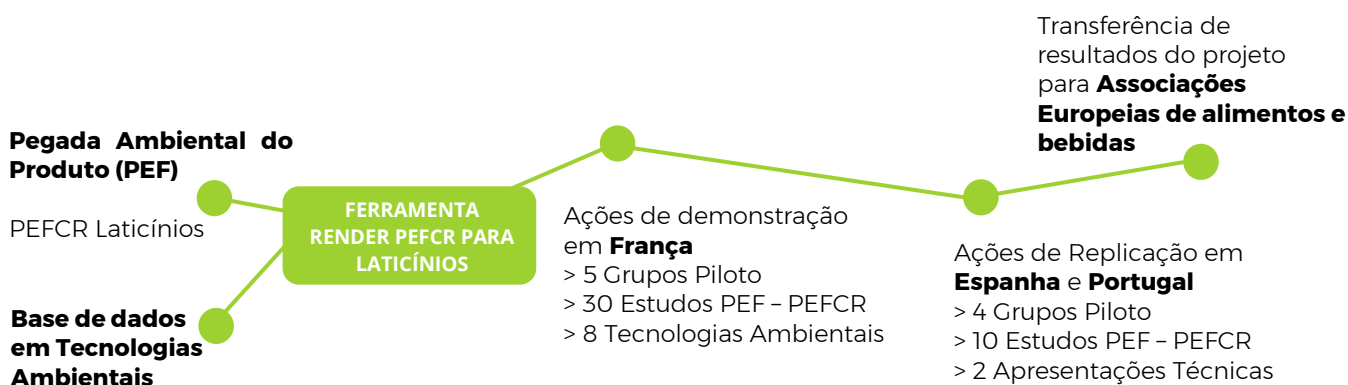 Pegada Ambiental do
Produto (PEF)
PEFCR Laticínios
Base de dados
em Tecnologias
Ambientais
FERRAMENTA
RENDER PEFCR PARA
LATICÍNIOS
Ações de demonstração
em França
> 5 Grupos Piloto
> 30 Estudos PEF – PEFCR
> 8 Tecnologias Ambientais
Ações de Replicação em
Espanha e Portugal
> 4 Grupos Piloto
> 10 Estudos PEF – PEFCR
> 2 Apresentações Técnicas
Transferência de
resultados do projeto
para Associações
Europeias de alimentos e
bebidas